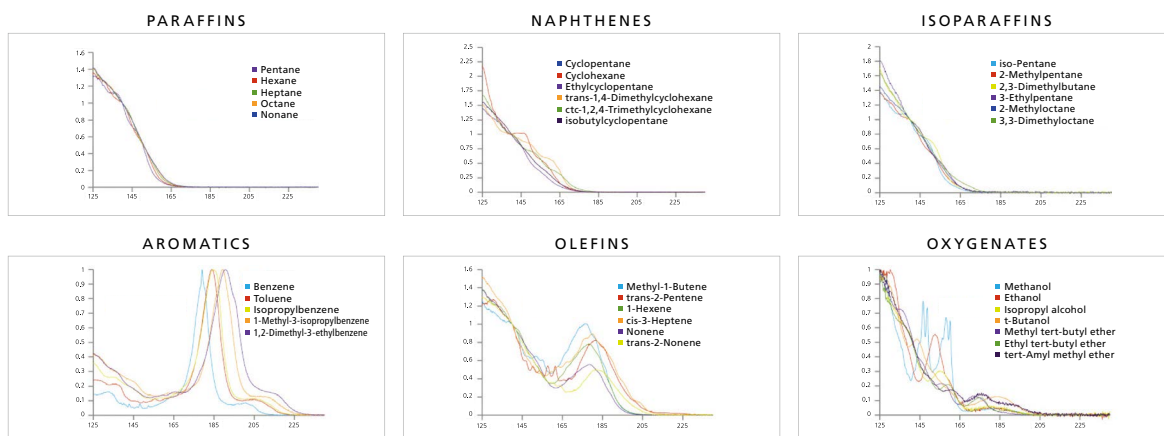 PARAFFINS
1.6
1.4
1.2
1.0
0.8
0.6
0.4
0.2
0
125 145 165 185 205 225
Pentane
Hexane
Heptane
Octane
Nonane
NAPHTHENES
2.5
2
1.75
1.5
1.25
1
0.75
0.5
0.25
0
125 145 165 185 205 225
Cyclopentane
Cyclohexane
Ethylcyclopentane
trans-1,4-Dimethylcyclohexane
ctc-1,2,4-Trimethylcyclohexane
isobutylcyclopentane
ISOPARAFFINS
2
1.8
1.6
1.4
1.2
1
0.8
0.6
0.4
0.2
0
125 145 165 185 205 225
iso-Pentane
2-Methylpentane
2,3-Dimethylbutane
3-Ethylpentane
2-Methyloctane
3,3-Dimethyloctane
AROMATICS
1
0.9
0.8
0.7
0.6
0.5
0.4
0.3
0.2
0.1
0
125 145 165 185 205 225
Benzene
Toluene
Isopropylbenzene
1-Methyl-3-isopropylbenzene
1,2-Dimethyl-3-ethylbenzene
OLEFINS
1.6
1.4
1.2
1.0
0.8
0.6
0.4
0.2
0
125 145 165 185 205 225
Methyl-1-Butene
trans-2-Pentene
1-Hexene
cis-3-Heptene
Nonene
trans-2-Nonene
OXYGENATES
1
0.9
0.8
0.7
0.6
0.5
0.4
0.3
0.2
0.1
0
125 145 165 185 205 225
Methanol
Ethanol
Isopropyl alcohol
t-Butanol
Methyl tert-butyl ether
Ethyl tert-butyl ether
tert-Amyl methyl ether